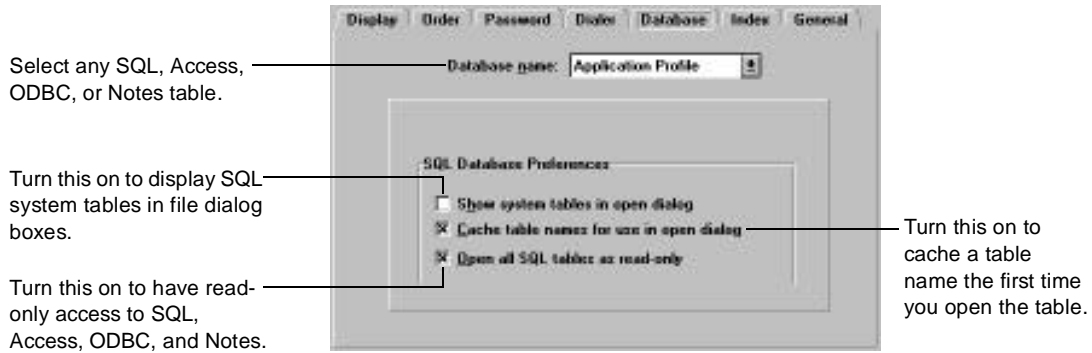 Display Order Password Dialer Database Index General
Select any SQL, Access,
ODBC, or Notes table.
Database name: Application Profile
SQL Database Preferences
Turn this on to display SQL
system tables in file dialog
boxes.
Show system tables in open dialog
Cache table names for use in open dialog
Open all SQL tables as read-only
Turn this on to have read-
only access to SQL,
Access, ODBC, and Notes.
Turn this on to
cache a table
name the first time
you open the table.